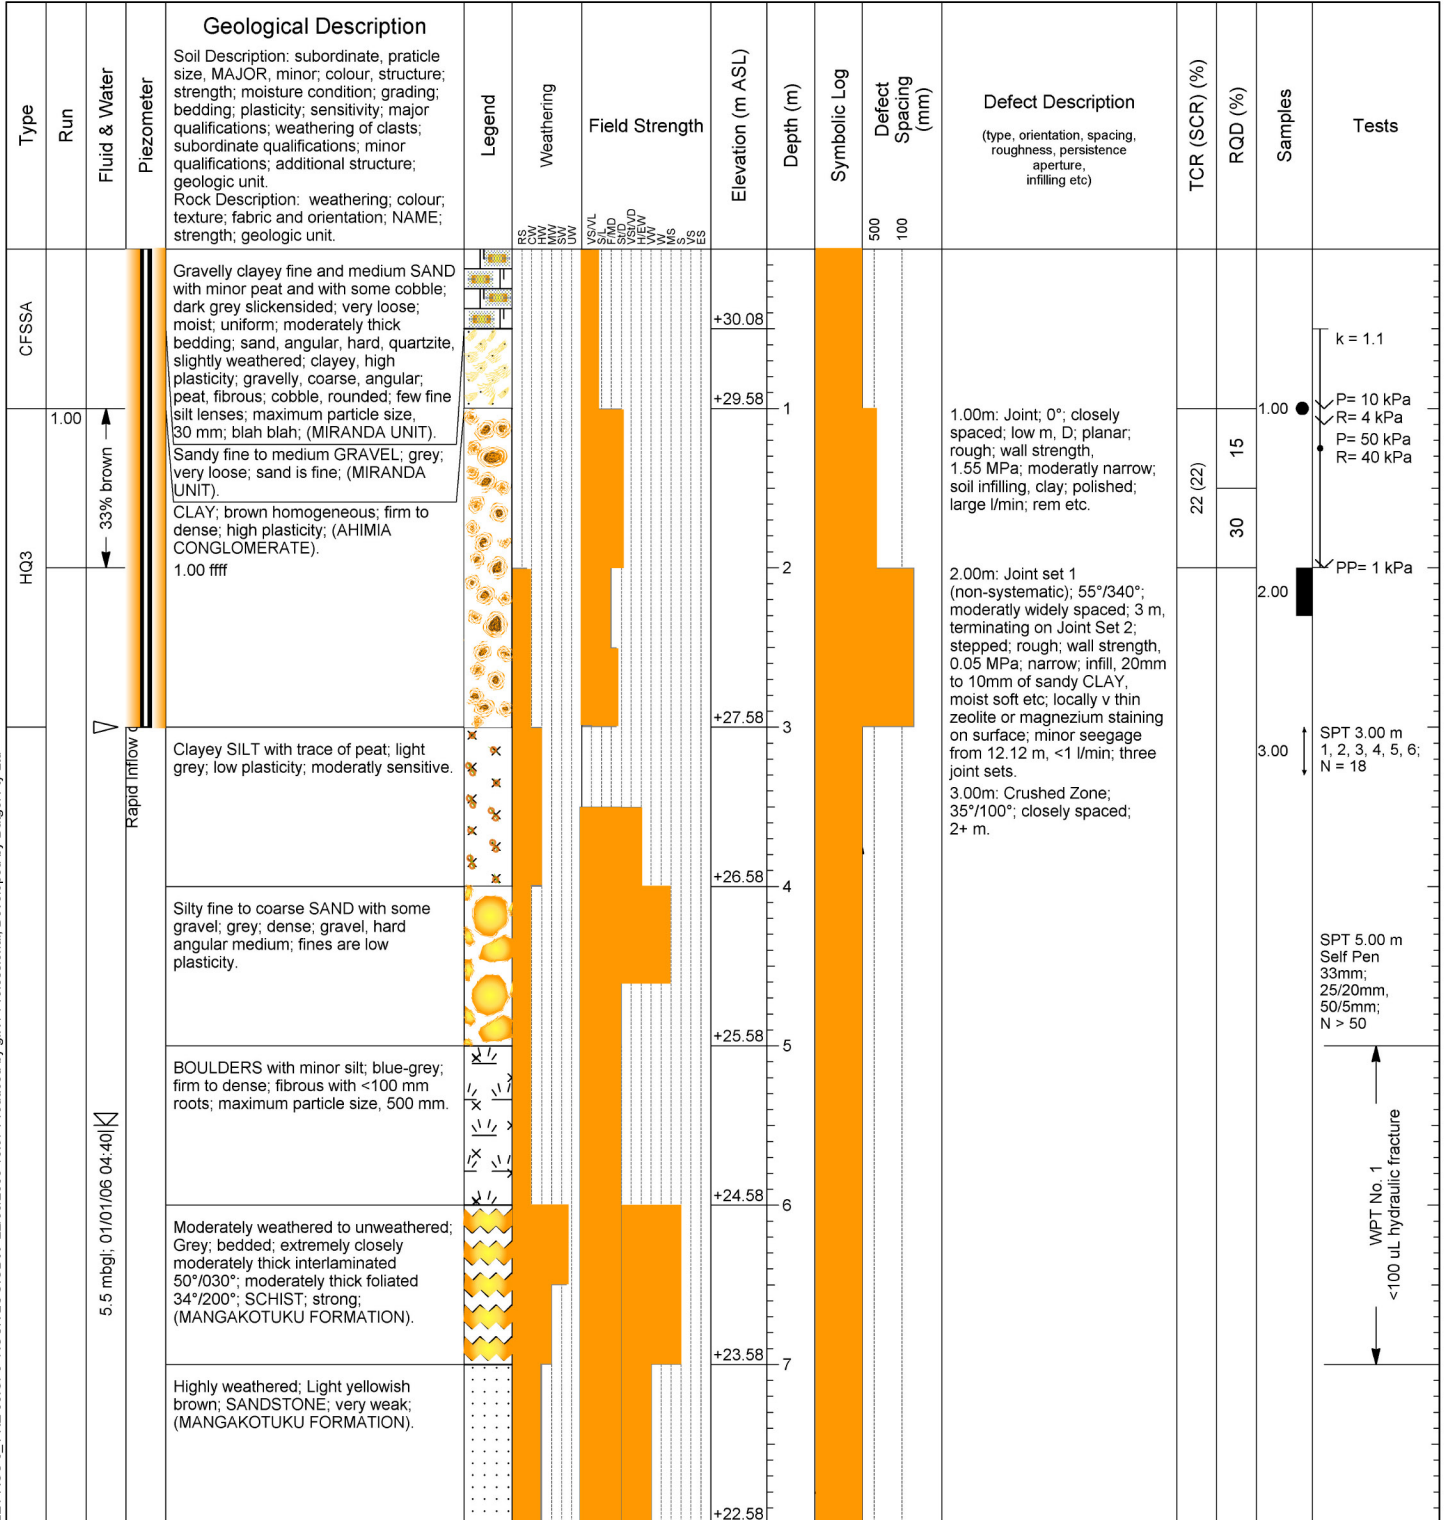 Type
Run
Fluid & Water
Piezometer
Geological Description
Soil Description: subordinate, praticle
size, MAJOR, minor; colour, structure;
strength; moisture condition; grading;
bedding; plasticity; sensitivity; major
qualifications; weathering of clasts;
subordinate qualifications; minor
qualifications; additional structure;
geologic unit.
Rock Description: weathering; colour;
texture; fabric and orientation; NAME;
strength; geologic unit.
Legend
Weathering
RS
CW
HW
MW
SW
UW
Field Strength
VS/VL
S/L
F/MD
St/D
VSt/VD
H/EW
VW
W
MS
S
VS
ES
Elevation (m ASL)
Depth (m)
Symbolic Log
Defect
Spacing
(mm)
500
100
Defect Description
(type, orientation, spacing,
roughness, persistence
aperture,
infilling etc)
TCR (SCR) (%)
RQD (%)
Samples
Tests
CFSSA
HQ3
1.00
33% brown
5.5 mbgl; 01/01/06 04:40
Rapid Inflow
Gravelly clayey fine and medium SAND
with minor peat and with some cobble;
dark grey slickensided; very loose;
moist; uniform; moderately thick
bedding; sand, angular, hard, quartzite,
slightly weathered; clayey, high
plasticity; gravelly, coarse, angular;
peat, fibrous; cobble, rounded; few fine
silt lenses; maximum particle size,
30 mm; blah blah; (MIRANDA UNIT).
Sandy fine to medium GRAVEL; grey;
very loose; sand is fine; (MIRANDA
UNIT).
CLAY; brown homogeneous; firm to
dense; high plasticity; (AHIMIA
CONGLOMERATE).
1.00 ffff
Clayey SILT with trace of peat; light
grey; low plasticity; moderatly sensitive.
Silty fine to coarse SAND with some
gravel; grey; dense; gravel, hard
angular medium; fines are low
plasticity.
BOULDERS with minor silt; blue-grey;
firm to dense; fibrous with <100 mm
roots; maximum particle size, 500 mm.
Moderately weathered to unweathered;
Grey; bedded; extremely closely
moderately thick interlaminated
50°/030°; moderately thick foliated
34°/200°; SCHIST; strong;
(MANGAKOTUKU FORMATION).
Highly weathered; Light yellowish
brown; SANDSTONE; very weak;
(MANGAKOTUKU FORMATION).
+30.08
+29.58
+27.58
+26.58
+25.58
+24.58
+23.58
+22.58
1
2
3
4
5
6
7
1.00m: Joint; 0°; closely
spaced; low m, D; planar;
rough; wall strength,
1.55 MPa; moderatly narrow;
soil infilling, clay; polished;
large l/min; rem etc.
2.00m: Joint set 1
(non-systematic); 55°/340°;
moderatly widely spaced; 3 m,
terminating on Joint Set 2;
stepped; rough; wall strength,
0.05 MPa; narrow; infill, 20mm
to 10mm of sandy CLAY,
moist soft etc; locally v thin
zeolite or magnezium staining
on surface; minor seegage
from 12.12 m, <1 l/min; three
joint sets.
3.00m: Crushed Zone;
35°/100°; closely spaced;
2+ m.
22 (22)
15
30
1.00
2.00
3.00
k = 1.1
P= 10 kPa
R= 4 kPa
P= 50 kPa
R= 40 kPa
PP= 1 kPa
SPT 3.00 m
1, 2, 3, 4, 5, 6;
N = 18
SPT 5.00 m
Self Pen
33mm;
25/20mm,
50/5mm;
N > 50
WPT No. 1
<100 uL hydraulic fracture